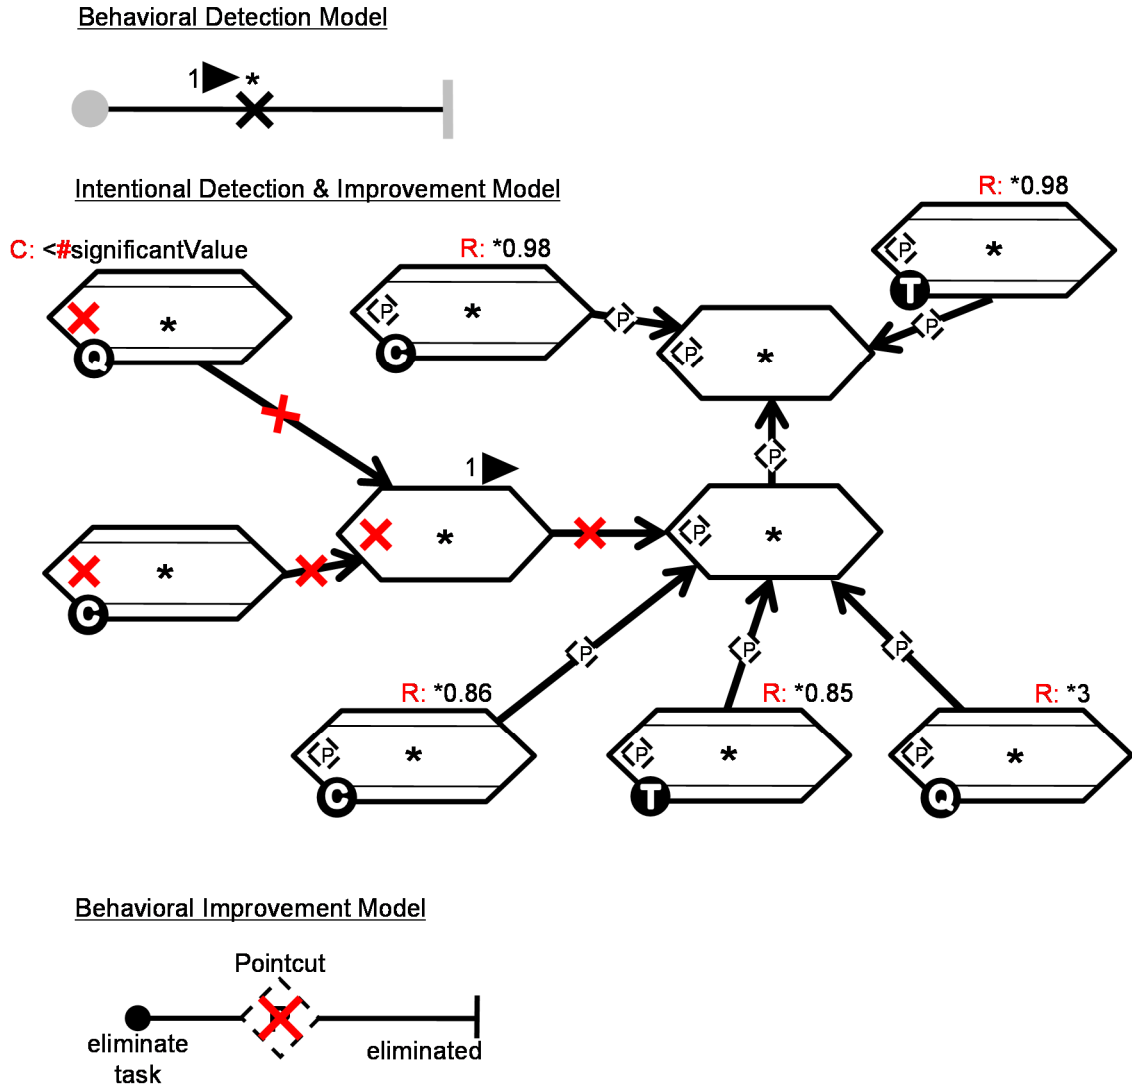 Behavioral Detection Model
1 *
Intentional Detection & Improvement Model
R: *0.98
C: <#significantValue
R: *0.98
P
*
T
P
*
C
P
P
*
Q
P
P
*
1
P
*
P
*
*
C
P
P
P
R: *0.86
R: *0.85
R: *3
P
*
P
*
P
*
C
T
Q
Behavioral Improvement Model
Pointcut
eliminate
task
eliminated